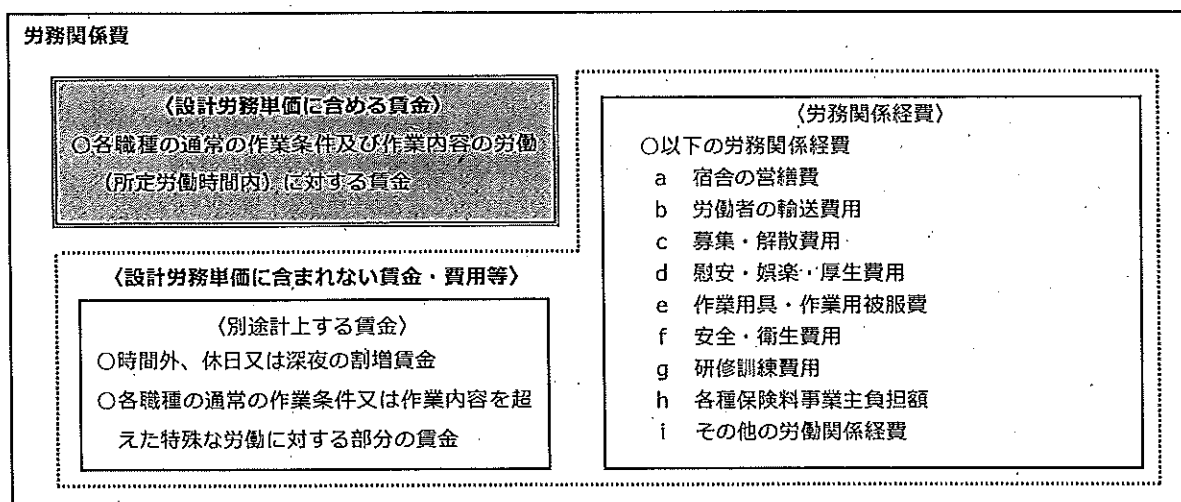 労務関係費
〈設計労務単価に含める賃金〉
○各職種の通常の作業条件及び作業内容の労働
(所定労働時間内)に対する賃金
〈設計労務単価に含まれない賃金・費用等〉
〈別途計上する賃金〉
○時間外、休日又は深夜の割増賃金
○各職種の通常の作業条件又は作業内容を超
えた特殊な労働に対する部分の賃金
〈労務関係経費〉
○以下の労務関係経費
a 宿舎の営繕費
b 労働者の輸送費用
c 募集・解散費用
d 慰安・娯楽・厚生費用
e 作業用具・作業用被服費
f 安全・衛生費用
g 研修訓練費用
h 各種保険料事業主負担額
i その他の労働関係経費